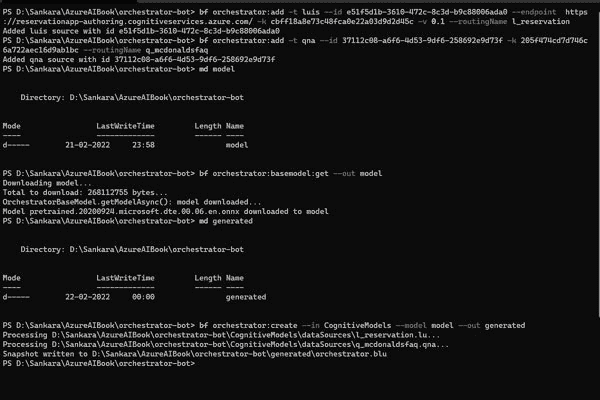 PS D:\Sankara\AzureAIBook\orchestrator-bot> bf orchestrator:add -t luis --id e51f5d1b-3610-472c-8c3d-b9c88006ada0 --endpoint https
://reservationapp-authoring.cognitiveservices.azure.com/ -k cbff18a8e73c48fca0e22a03d9d2d45c -v 0.1 --routingName l_reservation
Added luis source with id e51f5d1b-3610-472c-8c3d-b9c88006ada0
PS D:\Sankara\AzureAIBook\orchestrator-bot> bf orchestrator:add -t qna --id 37112c08-a6f6-4d53-9df6-258692e9d73f -k 205f474cd7d746c
6a722aec16d9ab1bc --routingName q_mcdonaldsfaq
Added qna source with id 37112c08-a6f6-4d53-9df6-258692e9d73f
PS D:\Sankara\AzureAIBook\orchestrator-bot> md model
Directory: D:\Sankara\AzureAIBook\orchestrator-bot
Mode LastWriteTime Length Name
---- ------------- ------ ----
d----- 21-02-2022 23:58 model
PS D:\Sankara\AzureAIBook\orchestrator-bot> bf orchestrator:basemodel:get --out model
Downloading model...
Total to download: 268112755 bytes...
OrchestratorBaseModel.getModelAsync(): model downloaded...
Model pretrained.20200924.microsoft.dte.00.06.en.onnx downloaded to model
PS D:\Sankara\AzureAIBook\orchestrator-bot> md generated
Directory: D:\Sankara\AzureAIBook\orchestrator-bot
Mode LastWriteTime Length Name
---- ------------- ------ ----
d----- 22-02-2022 00:00 generated
PS D:\Sankara\AzureAIBook\orchestrator-bot> bf orchestrator:create --in CognitiveModels --model model --out generated
Processing D:\Sankara\AzureAIBook\orchestrator-bot\CognitiveModels\dataSources\l_reservation.lu...
Processing D:\Sankara\AzureAIBook\orchestrator-bot\CognitiveModels\dataSources\q_mcdonaldsfaq.qna...
Snapshot written to D:\Sankara\AzureAIBook\orchestrator-bot\generated\orchestrator.blu
PS D:\Sankara\AzureAIBook\orchestrator-bot>